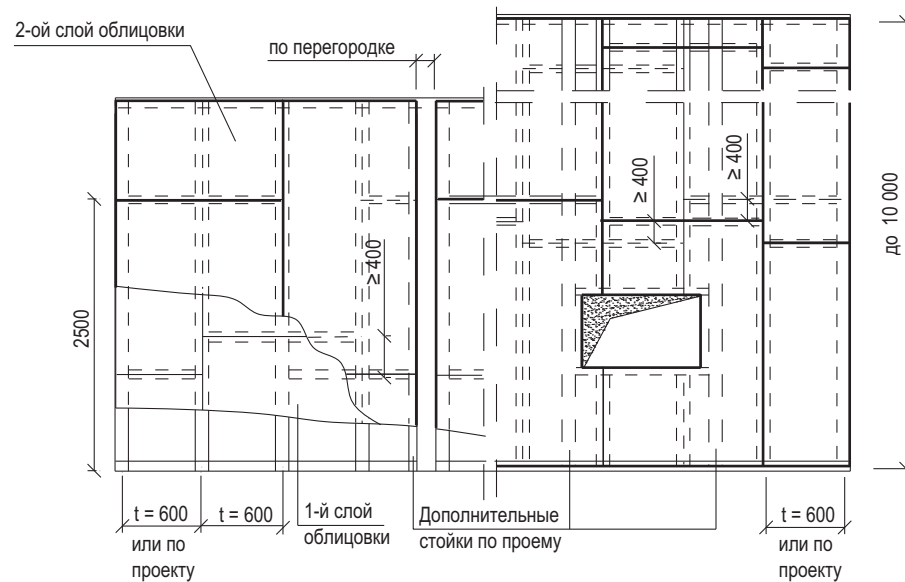 2-ой слой облицовки
по перегородке
≥ 400
≥ 400
до 10 000
≥ 400
2500
t = 600
t = 600
1-й слой
облицовки
Дополнительные
стойки по проему
t = 600
или по
проекту
или по
проекту